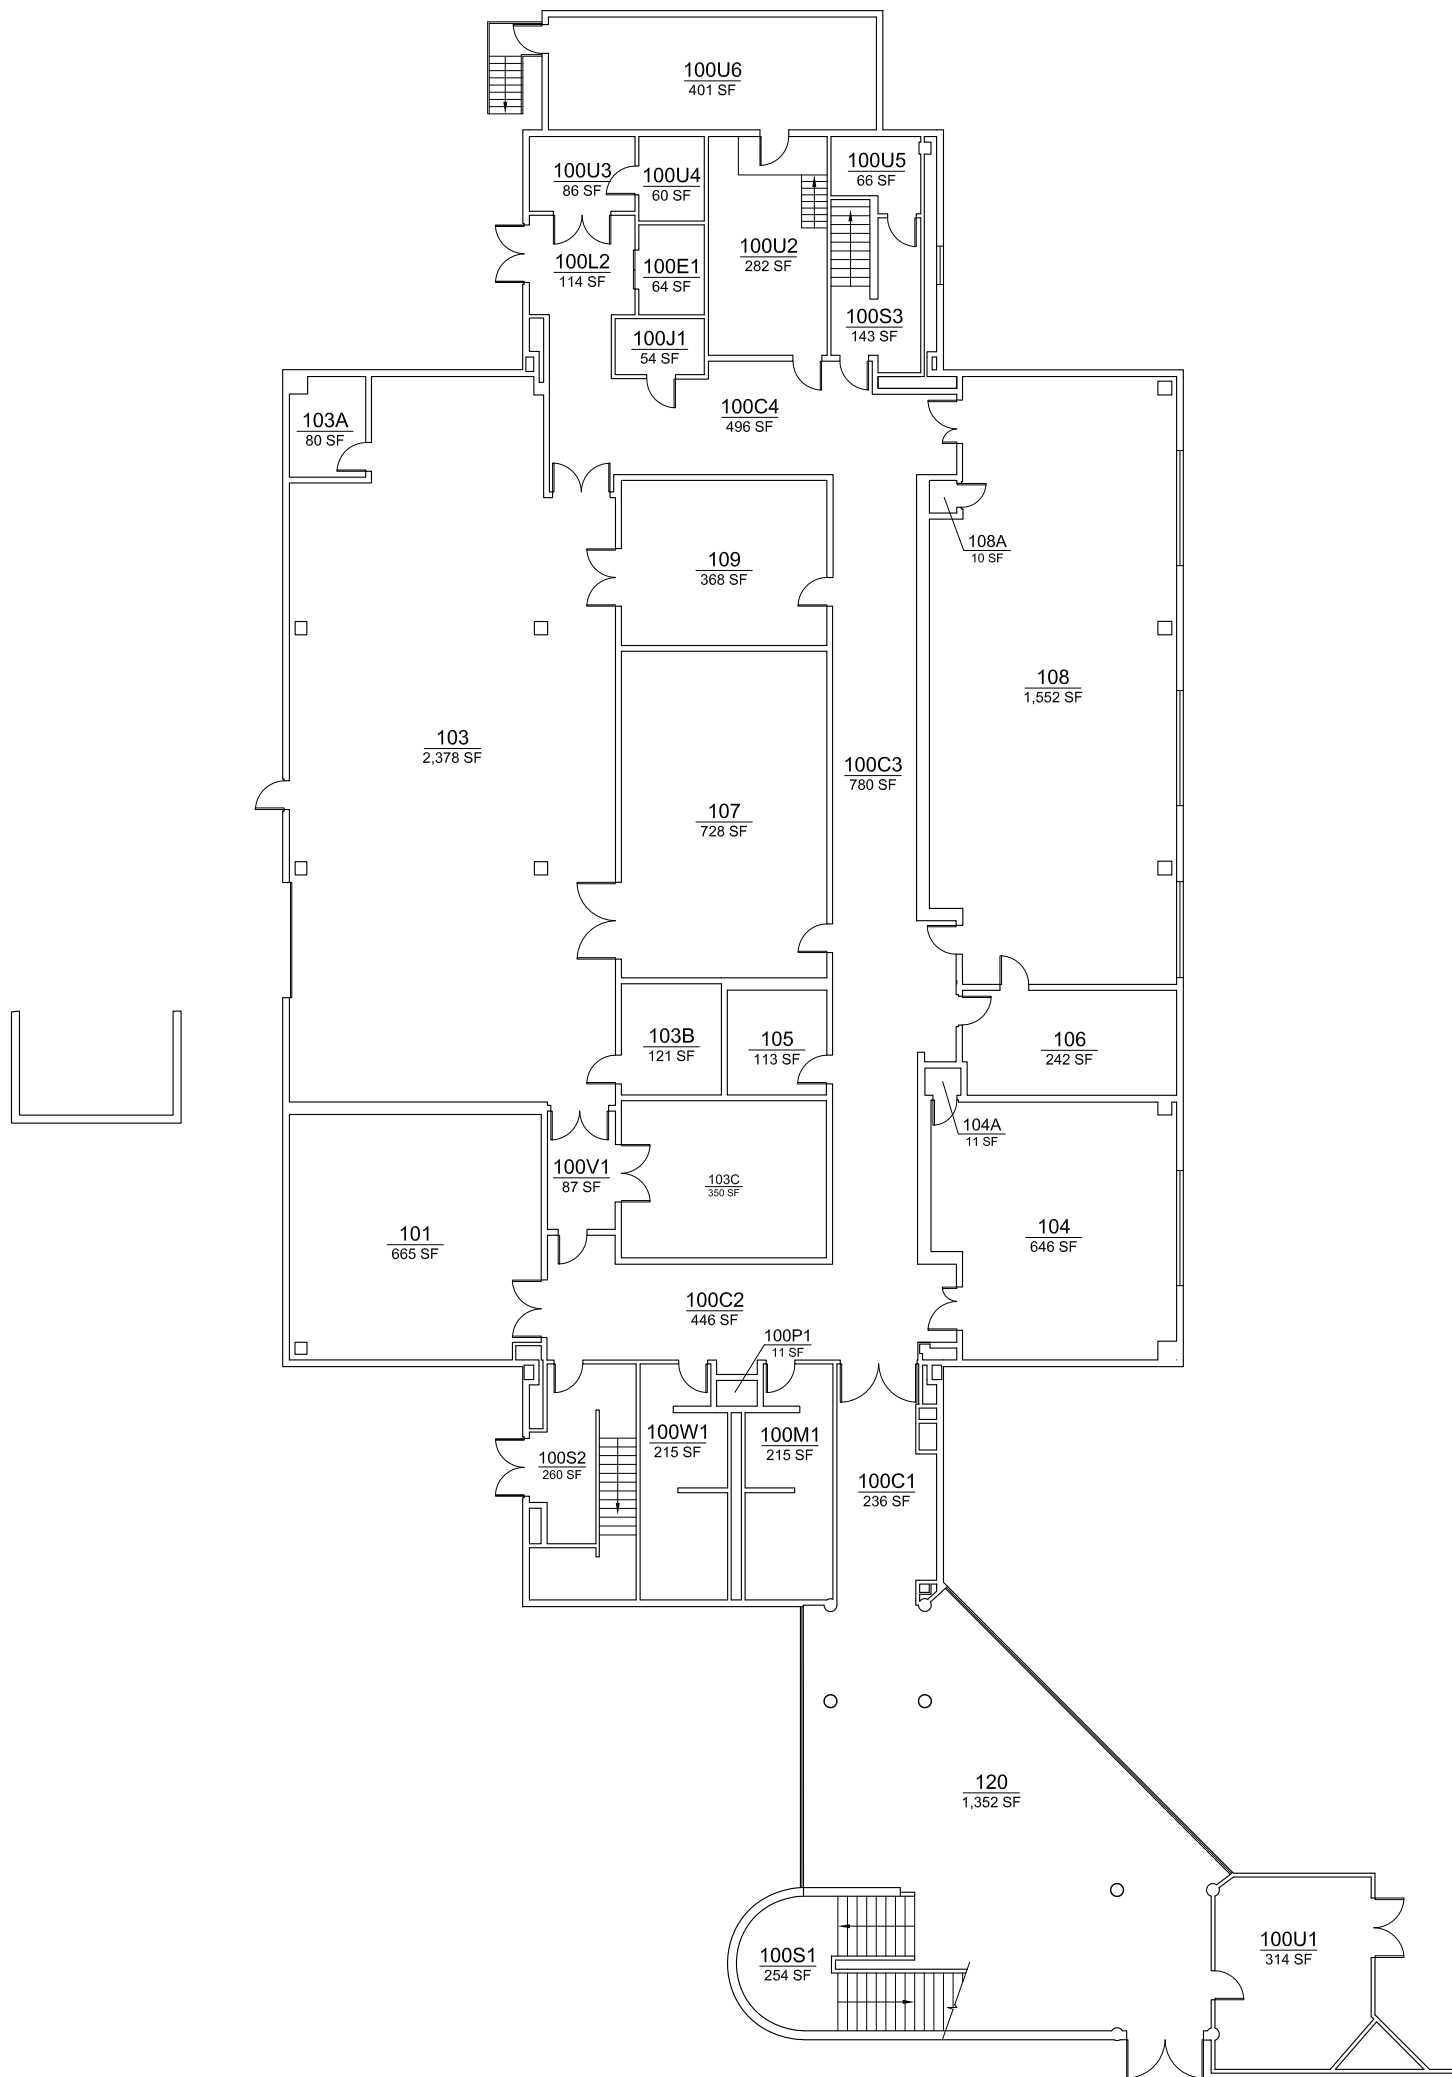 100U6
401 SF
100U3
86 SF
100U4
60 SF
100U5
66 SF
100U2
282 SF
100L2
114 SF
100E1
64 SF
100S3
143 SF
100J1
54 SF
100C4
496 SF
103A
80 SF
108A
10 SF
109
368 SF
108
1,552 SF
103
2,378 SF
100C3
780 SF
107
728 SF
103B
121 SF
105
113 SF
106
242 SF
104A
11 SF
100V1
87 SF
103C
350 SF
101
665 SF
104
646 SF
100C2
446 SF
100P1
11 SF
100W1
215 SF
100M1
215 SF
100S2
260 SF
100C1
236 SF
120
1,352 SF
100U1
314 SF
100S1
254 SF